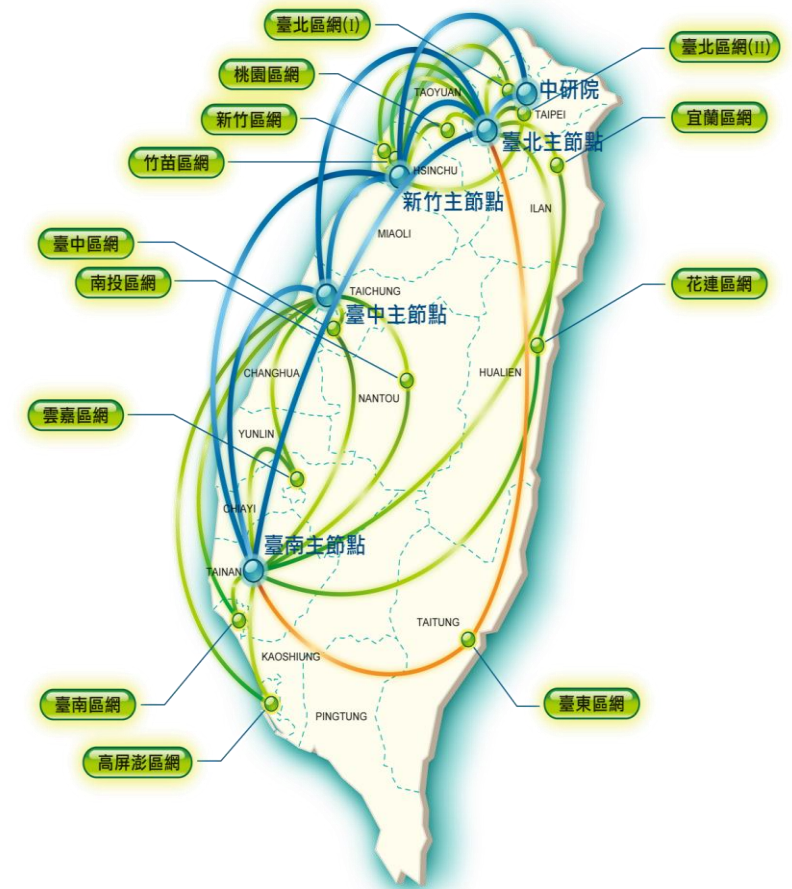 臺北區網(I)
臺北區網(II)
桃園區網
中研院
TAOYUAN
新竹區網
TAIPEI
宜蘭區網
臺北主節點
竹苗區網
HSINCHU
新竹主節點
ILAN
MIAOLI
臺中區網
南投區網
花連區網
TAICHUNG
臺中主節點
CHANGHUA
HUALIEN
NANTOU
雲嘉區網
YUNLIN
CHIAYI
臺南主節點
TAINAN
TAITUNG
KAOSHIUNG
臺南區網
臺東區網
PINGTUNG
高屏澎區網